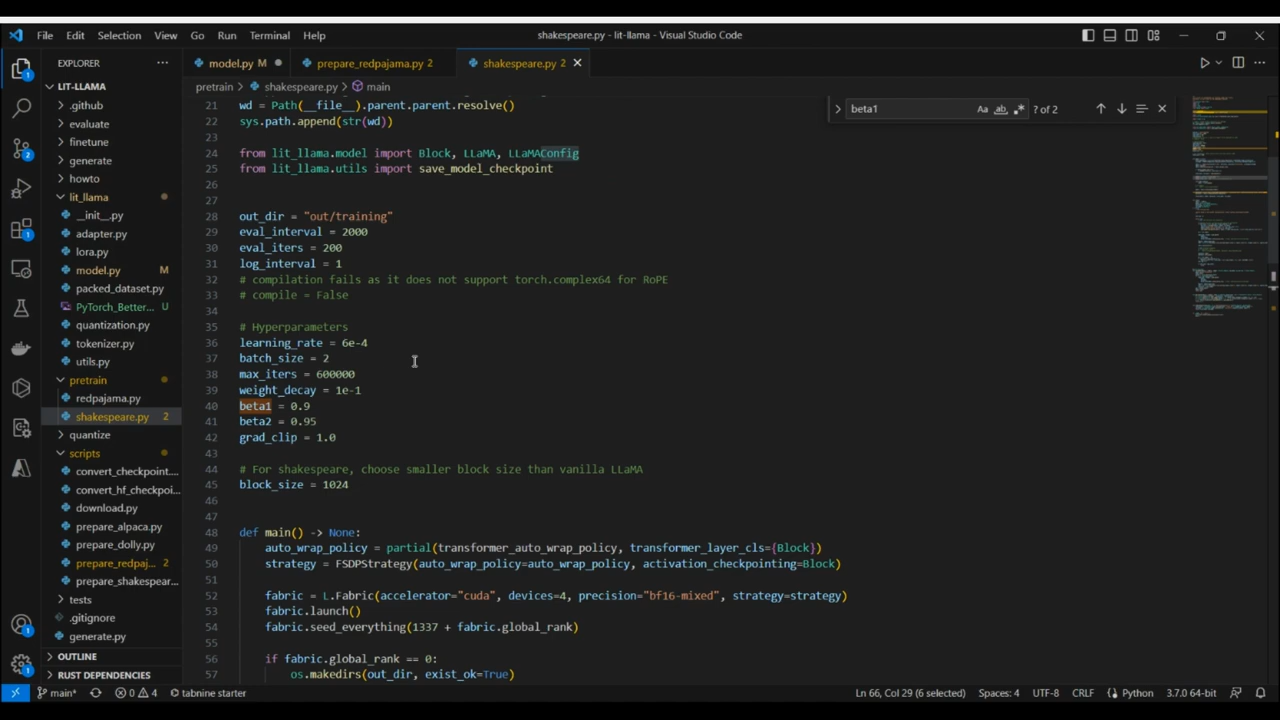 File Edit Selection View Go Run Terminal Help
shakespeare.py - lit-llama - Visual Studio Code
EXPLORER
model.py M
prepare_redpajama.py 2
shakespeare.py 2
LIT-LLAMA
pretrain > shakespeare.py > main
.github
evaluate
finetune
generate
howto
lit_llama
__init__.py
adapter.py
lora.py
model.py M
packed_dataset.py
PyTorch_Better... U
quantization.py
tokenizer.py
utils.py
pretrain
redpajama.py
shakespeare.py 2
quantize
scripts
convert_checkpoint....
convert_hf_checkpoi...
download.py
prepare_alpaca.py
prepare_dolly.py
prepare_redpaj... 2
prepare_shakespear...
tests
.gitignore
generate.py
OUTLINE
RUST DEPENDENCIES
beta1 Aa ab .* ? of 2
21 wd = Path(__file__).parent.parent.resolve()
22 sys.path.append(str(wd))
23
24 from lit_llama.model import Block, LLaMA, LLaMAConfig
25 from lit_llama.utils import save_model_checkpoint
26
27
28 out_dir = "out/training"
29 eval_interval = 2000
30 eval_iters = 200
31 log_interval = 1
32 # compilation fails as it does not support torch.complex64 for RoPE
33 # compile = False
34
35 # Hyperparameters
36 learning_rate = 6e-4
37 batch_size = 2
38 max_iters = 600000
39 weight_decay = 1e-1
40 beta1 = 0.9
41 beta2 = 0.95
42 grad_clip = 1.0
43
44 # For shakespeare, choose smaller block size than vanilla LLaMA
45 block_size = 1024
46
47
48 def main() -> None:
49 auto_wrap_policy = partial(transformer_auto_wrap_policy, transformer_layer_cls={Block})
50 strategy = FSDPStrategy(auto_wrap_policy=auto_wrap_policy, activation_checkpointing=Block)
51
52 fabric = L.Fabric(accelerator="cuda", devices=4, precision="bf16-mixed", strategy=strategy)
53 fabric.launch()
54 fabric.seed_everything(1337 + fabric.global_rank)
55
56 if fabric.global_rank == 0:
57 os.makedirs(out_dir, exist_ok=True)
main* 0 4 tabnine starter
Ln 66, Col 29 (6 selected) Spaces: 4 UTF-8 CRLF Python 3.7.0 64-bit